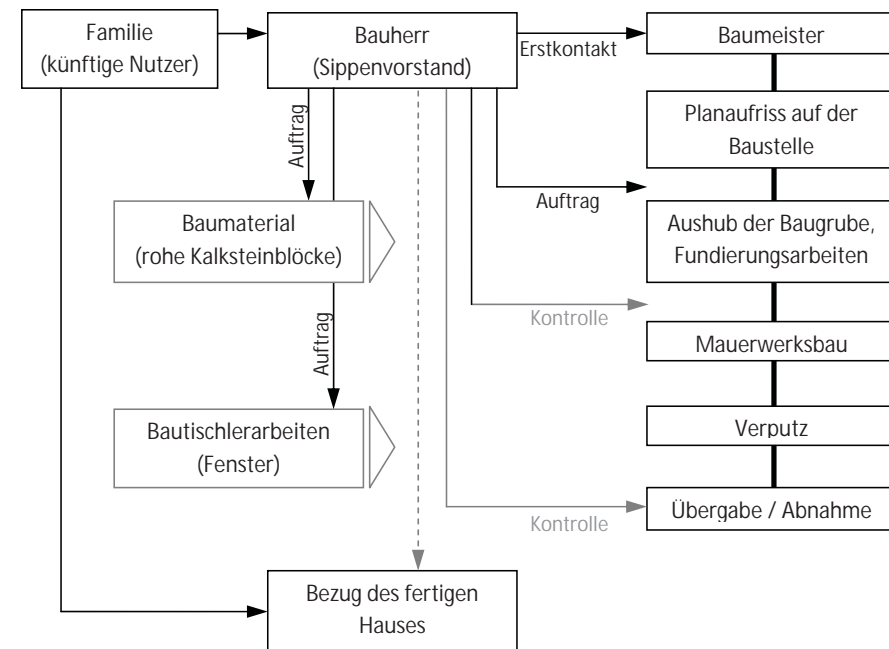 Familie
(künftige Nutzer)
Bauherr
(Sippenvorstand)
Erstkontakt
Baumeister
Planaufriss auf der
Baustelle
Auftrag
Auftrag
Baumaterial
(rohe Kalksteinblöcke)
Aushub der Baugrube,
Fundierungsarbeiten
Kontrolle
Auftrag
Mauerwerksbau
Bautischlerarbeiten
(Fenster)
Verputz
Übergabe / Abnahme
Kontrolle
Bezug des fertigen
Hauses